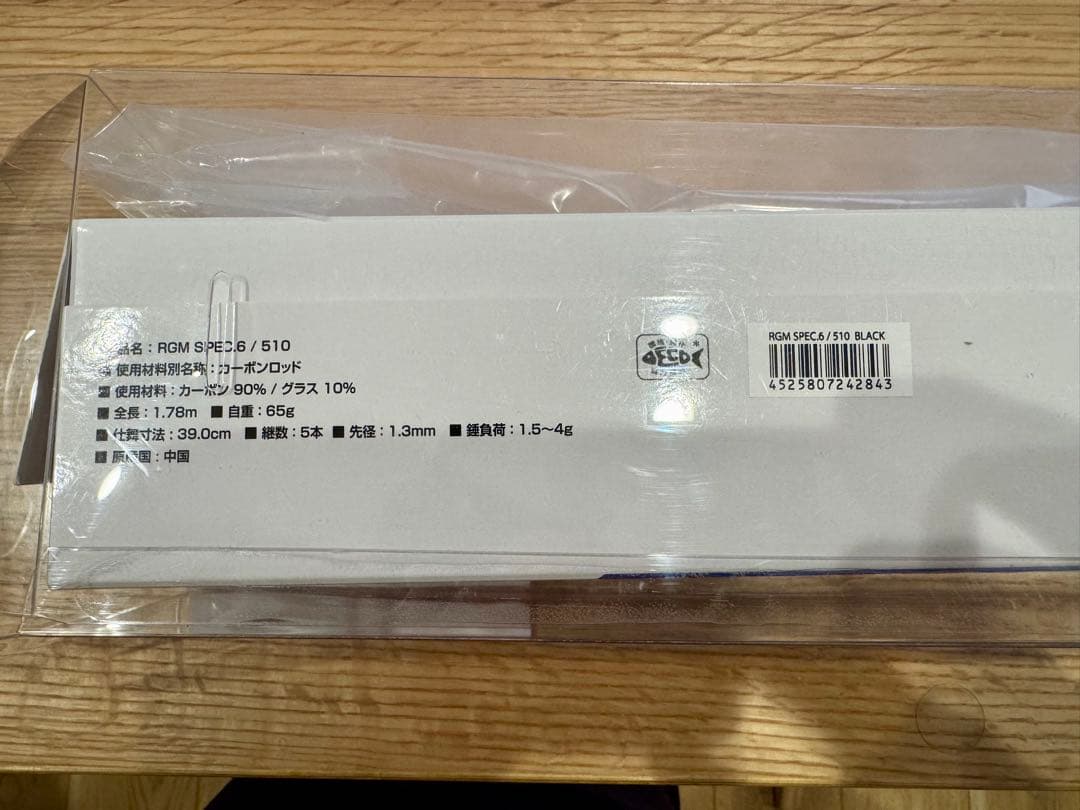 品名：RGM SPEC.6 / 510
■ 使用材料別名称：カーボンロッド
■ 使用材料：カーボン 90% / グラス 10%
■ 全長：1.78m ■ 自重：65g
■ 仕舞寸法：39.0cm ■ 継数：5本 ■ 先径：1.3mm ■ 錘負荷：1.5〜4g
■ 原産国：中国
RGM SPEC.6 / 510 BLACK
4525807242843